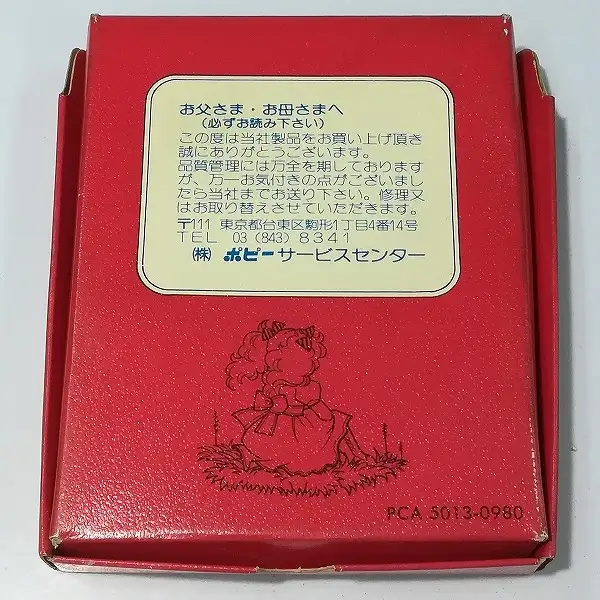 お父さま・お母さまへ
(必ずお読み下さい)
この度は当社製品をお買い上げ頂き
誠にありがとうございます。
品質管理には万全を期しております
が、万一お気付きの点がございまし
たら当社までお送り下さい。修理又
はお取り替えさせていただきます。
〒111 東京都台東区駒形1丁目4番14号
TEL 03 (843) 8341
(株) ポピーサービスセンター
PCA 5013-0980